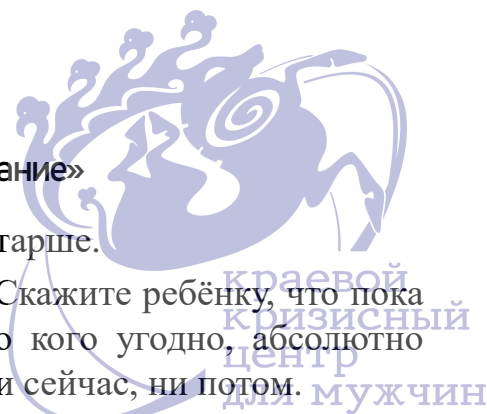 ание»
тарше.
Скажите ребёнку, что пока
о кого угодно, абсолютно
и сейчас, ни потом.
краевой
кризисный
центр
для мужчин